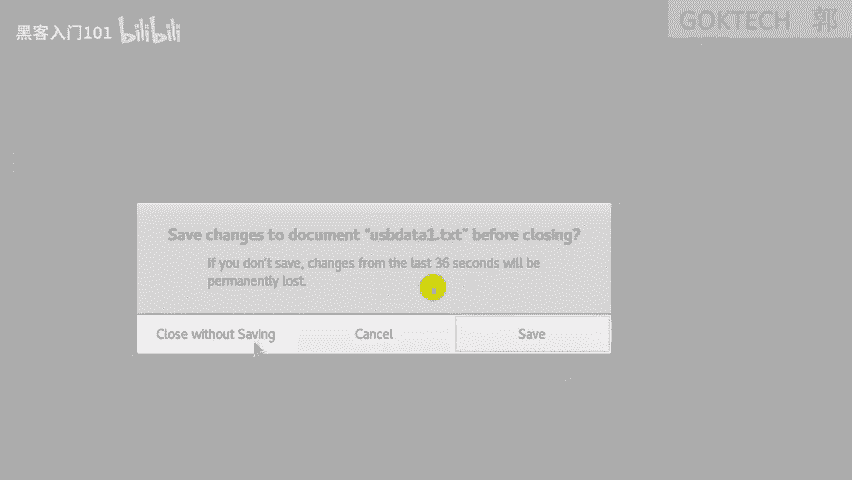 黑客入门101 bilibili
GOKTECH 郭
Save changes to document “usbdata1.txt” before closing?
If you don’t save, changes from the last 36 seconds will be
permanently lost.
Close without Saving
Cancel
Save